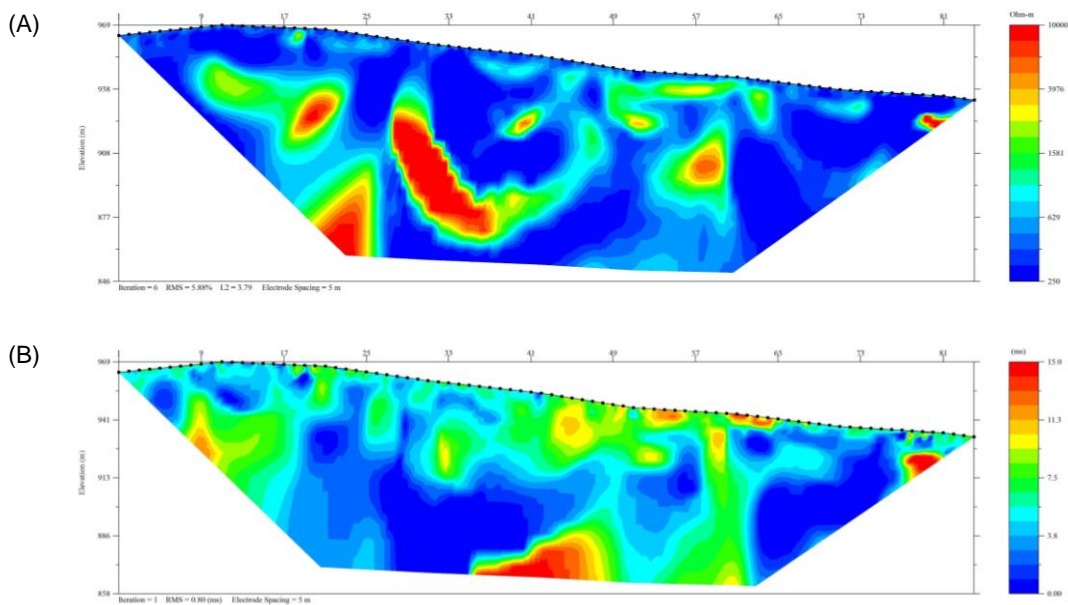 (A)
Ohm-m
1 9 17 25 33 41 49 57 65 73 81
969
938
908
877
846
Elevation (m)
10000
3976
1581
629
250
Iteration = 6 RMS = 5.88% L2 = 3.79 Electrode Spacing = 5 m
(B)
(ms)
1 9 17 25 33 41 49 57 65 73 81
969
941
913
886
858
Elevation (m)
15.0
11.3
7.5
3.8
0.00
Iteration = 1 RMS = 0.80 (ms) Electrode Spacing = 5 m